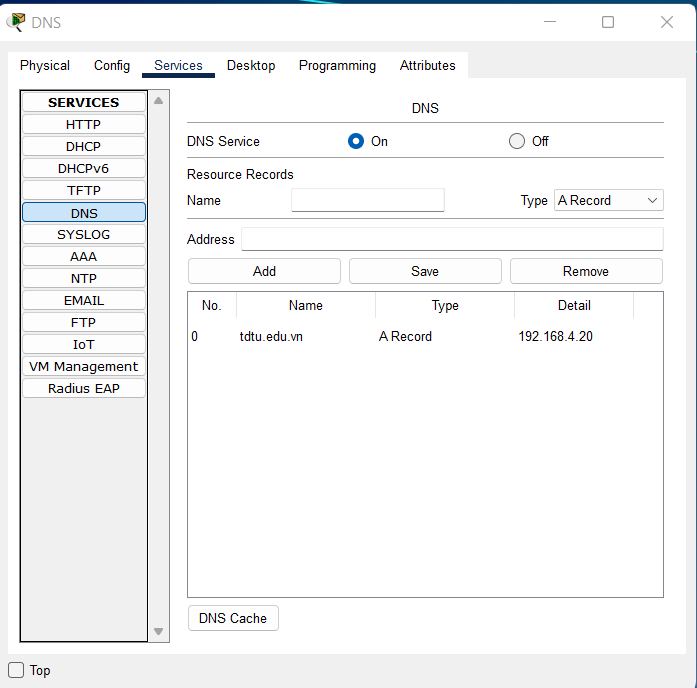 DNS
Physical Config Services Desktop Programming Attributes
SERVICES
HTTP
DHCP
DHCPv6
TFTP
DNS
SYSLOG
AAA
NTP
EMAIL
FTP
IoT
VM Management
Radius EAP
DNS
DNS Service On Off
Resource Records
Name Type A Record
Address
Add Save Remove
No. Name Type Detail
0 tdtu.edu.vn A Record 192.168.4.20
DNS Cache
Top